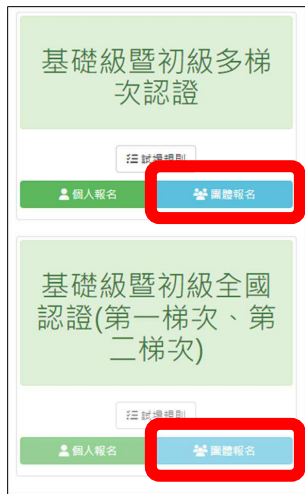 基礎級暨初級多梯
次認證
試場規則
個人報名
團體報名
基礎級暨初級全國
認證(第一梯次、第
二梯次)
試場規則
個人報名
團體報名